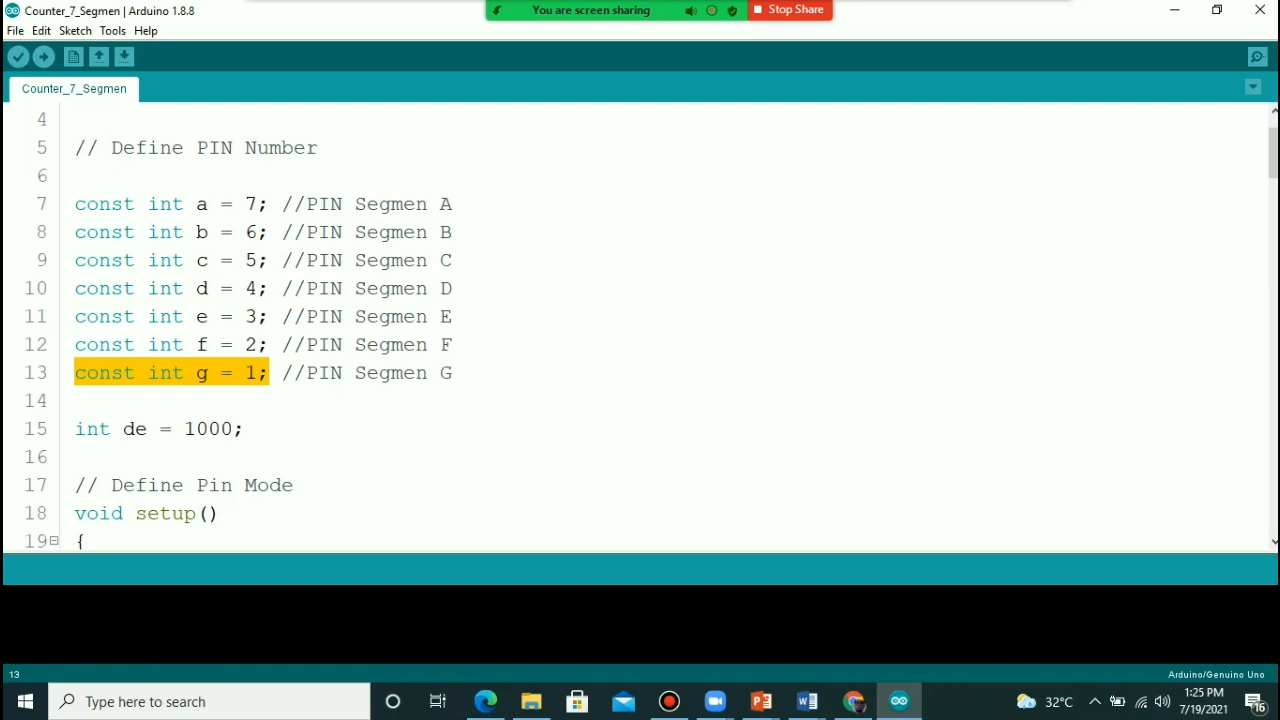 Counter_7_Segmen | Arduino 1.8.8
You are screen sharing
Stop Share
File Edit Sketch Tools Help
Counter_7_Segmen
4
5 // Define PIN Number
6
7 const int a = 7; //PIN Segmen A
8 const int b = 6; //PIN Segmen B
9 const int c = 5; //PIN Segmen C
10 const int d = 4; //PIN Segmen D
11 const int e = 3; //PIN Segmen E
12 const int f = 2; //PIN Segmen F
13 const int g = 1; //PIN Segmen G
14
15 int de = 1000;
16
17 // Define Pin Mode
18 void setup()
19 {
13
Arduino/Genuino Uno
Type here to search
32°C
1:25 PM
7/19/2021
16